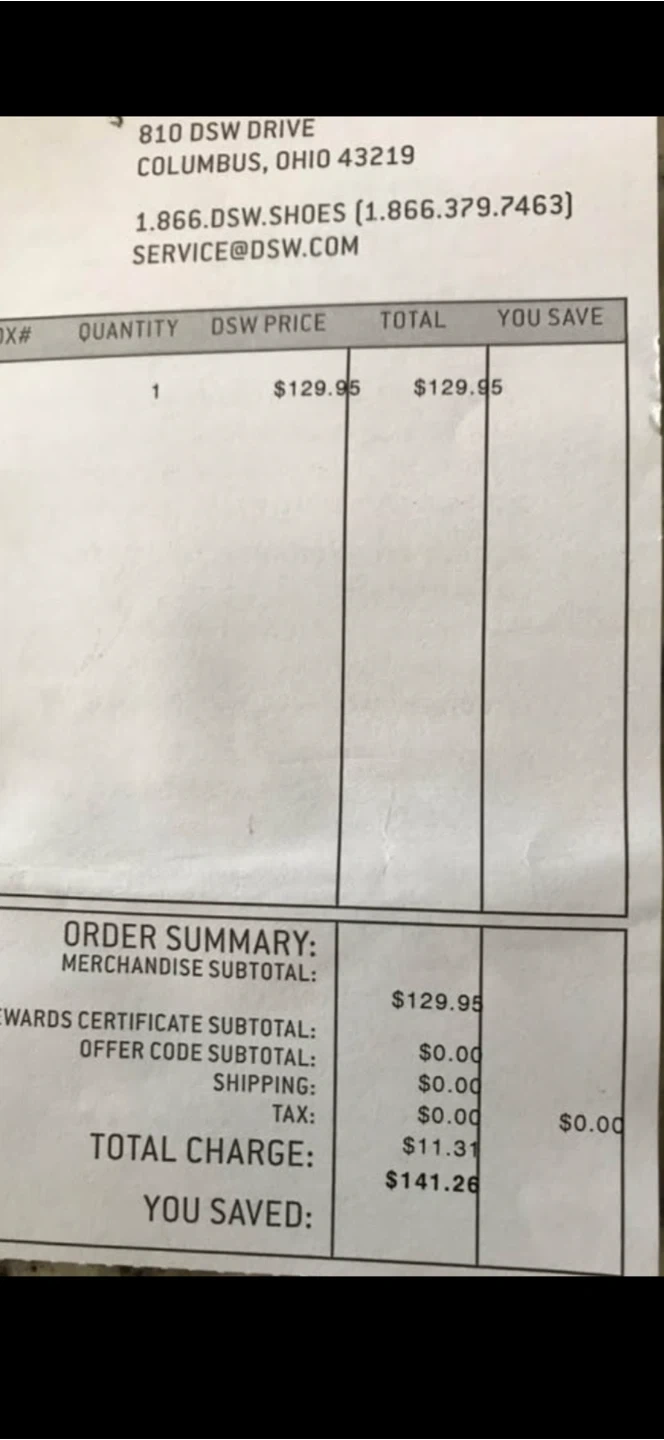 810 DSW DRIVE
COLUMBUS, OHIO 43219
1.866.DSW.SHOES (1.866.379.7463)
SERVICE@DSW.COM
QUANTITY DSW PRICE TOTAL YOU SAVE
1 $129.95 $129.95
ORDER SUMMARY:
MERCHANDISE SUBTOTAL:
$129.95
CERTIFICATE SUBTOTAL:
OFFER CODE SUBTOTAL: $0.00
SHIPPING: $0.00
TAX: $0.00 $0.00
TOTAL CHARGE: $11.31
$141.26
YOU SAVED: